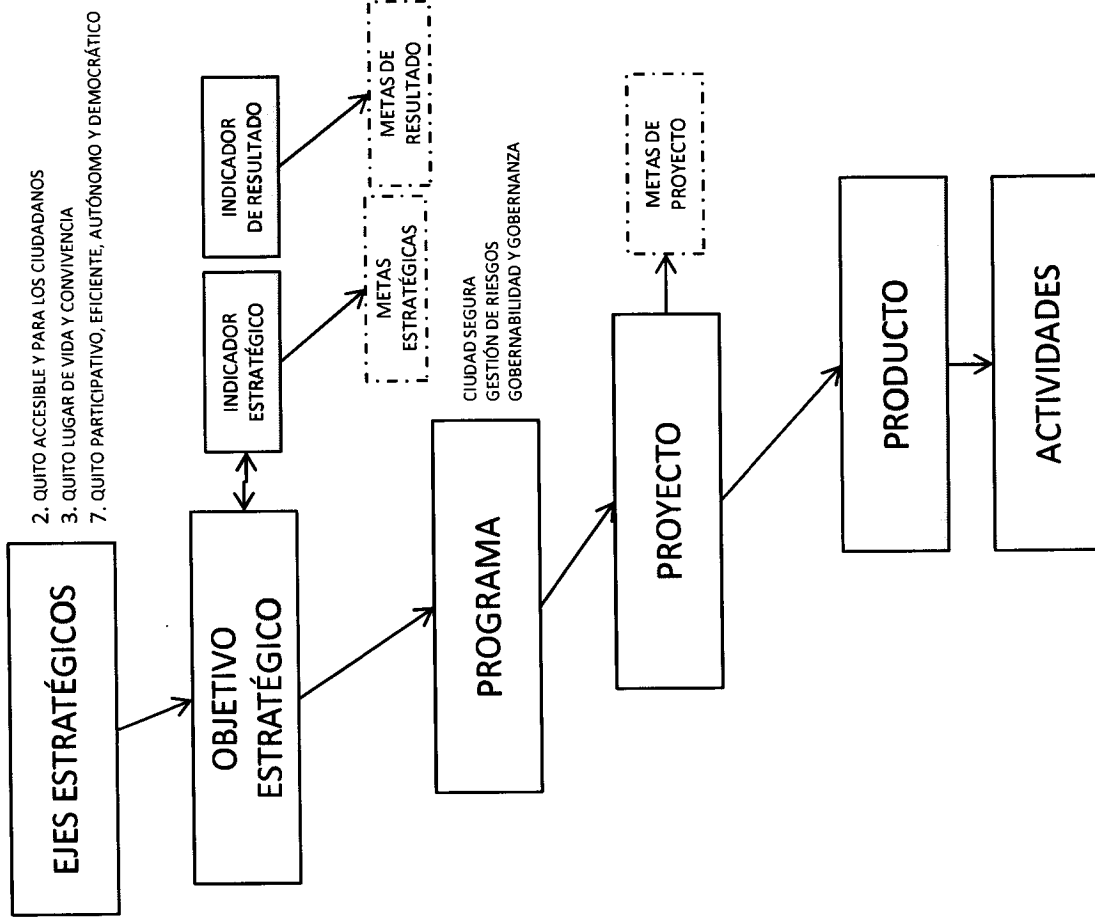 EJES ESTRATÉGICOS
2. QUITO ACCESIBLE Y PARA LOS CIUDADANOS
3. QUITO LUGAR DE VIDA Y CONVIVENCIA
7. QUITO PARTICIPATIVO, EFICIENTE, AUTÓNOMO Y DEMOCRÁTICO
OBJETIVO
ESTRATÉGICO
INDICADOR
ESTRATÉGICO
INDICADOR
DE RESULTADO
METAS
ESTRATÉGICAS
METAS DE
RESULTADO
PROGRAMA
CIUDAD SEGURA
GESTIÓN DE RIESGOS
GOBERNABILIDAD Y GOBERNANZA
PROYECTO
METAS DE
PROYECTO
PRODUCTO
ACTIVIDADES